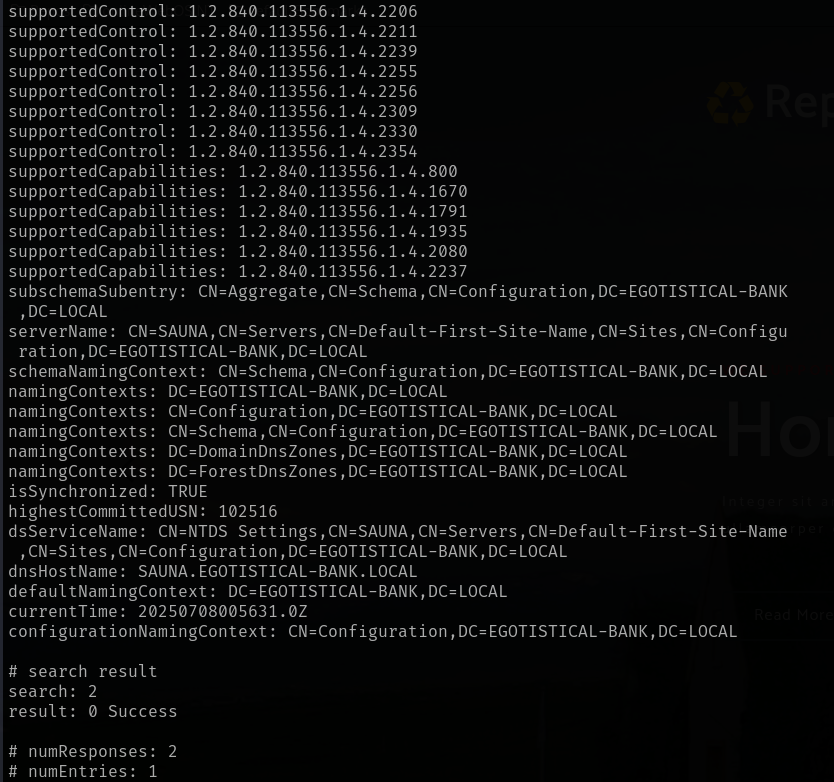 supportedControl: 1.2.840.113556.1.4.2206
supportedControl: 1.2.840.113556.1.4.2211
supportedControl: 1.2.840.113556.1.4.2239
supportedControl: 1.2.840.113556.1.4.2255
supportedControl: 1.2.840.113556.1.4.2256
supportedControl: 1.2.840.113556.1.4.2309
supportedControl: 1.2.840.113556.1.4.2330
supportedControl: 1.2.840.113556.1.4.2354
supportedCapabilities: 1.2.840.113556.1.4.800
supportedCapabilities: 1.2.840.113556.1.4.1670
supportedCapabilities: 1.2.840.113556.1.4.1791
supportedCapabilities: 1.2.840.113556.1.4.1935
supportedCapabilities: 1.2.840.113556.1.4.2080
supportedCapabilities: 1.2.840.113556.1.4.2237
subschemaSubentry: CN=Aggregate,CN=Schema,CN=Configuration,DC=EGOTISTICAL-BANK
 ,DC=LOCAL
serverName: CN=SAUNA,CN=Servers,CN=Default-First-Site-Name,CN=Sites,CN=Configu
 ration,DC=EGOTISTICAL-BANK,DC=LOCAL
schemaNamingContext: CN=Schema,CN=Configuration,DC=EGOTISTICAL-BANK,DC=LOCAL
namingContexts: DC=EGOTISTICAL-BANK,DC=LOCAL
namingContexts: CN=Configuration,DC=EGOTISTICAL-BANK,DC=LOCAL
namingContexts: CN=Schema,CN=Configuration,DC=EGOTISTICAL-BANK,DC=LOCAL
namingContexts: DC=DomainDnsZones,DC=EGOTISTICAL-BANK,DC=LOCAL
namingContexts: DC=ForestDnsZones,DC=EGOTISTICAL-BANK,DC=LOCAL
isSynchronized: TRUE
highestCommittedUSN: 102516
dsServiceName: CN=NTDS Settings,CN=SAUNA,CN=Servers,CN=Default-First-Site-Name
 ,CN=Sites,CN=Configuration,DC=EGOTISTICAL-BANK,DC=LOCAL
dnsHostName: SAUNA.EGOTISTICAL-BANK.LOCAL
defaultNamingContext: DC=EGOTISTICAL-BANK,DC=LOCAL
currentTime: 20250708005631.0Z
configurationNamingContext: CN=Configuration,DC=EGOTISTICAL-BANK,DC=LOCAL
# search result
search: 2
result: 0 Success
# numResponses: 2
# numEntries: 1
Rep
Hor
Integer sit
Read More